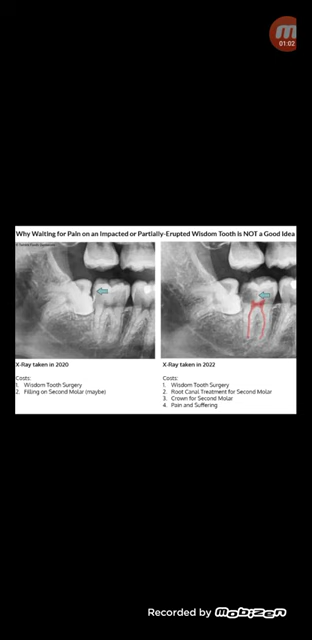 01:02
Why Waiting for Pain on an Impacted or Partially-Erupted Wisdom Tooth is NOT a Good Idea
X-Ray taken in 2020
Costs:
1. Wisdom Tooth Surgery
2. Filling on Second Molar (maybe)
X-Ray taken in 2022
Costs:
1. Wisdom Tooth Surgery
2. Root Canal Treatment for Second Molar
3. Crown for Second Molar
4. Pain and Suffering
Recorded by mobizen